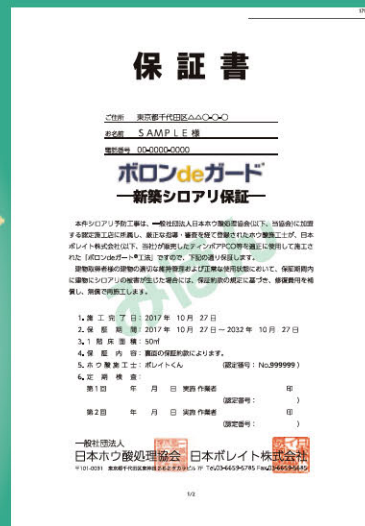 保証書
ご住所 東京都千代田区△△○-○-○
お名前 SAMPLE 様
電話番号 00-0000-0000
ボロンdeガード®
新築シロアリ保証
本件シロアリ予防工事は、一般社団法人日本ホウ酸処理協会(以下、当協会)に加盟
する認定施工店に所属し、厳正な指導・審査を経て登録されたホウ酸施工士が、日本
ボレイト株式会社(以下、当社)が販売したティンボアPCO等を適正に使用して施工さ
れた「ボロンdeガード®工法」ですので、下記の通り保証します。
建物取得者様の建物の適切な維持管理および正常な使用状態において、保証期間内
に建物にシロアリの被害が生じた場合には、保証約款の規定に基づき、修復費用を補
償し、無償で再施工します。
1. 施工完了日: 2017年 10月 27日
2. 保証期間: 2017年 10月 27日～2032年 10月 27日
3. 1階床面積: 50㎡
4. 保証内容: 裏面の保証約款によります。
5. ホウ酸施工士: ボレイトくん (認定番号: No.999999)
6. 定期検査:
第1回 年 月 日 実施 作業者 印
(認定番号: )
第2回 年 月 日 実施 作業者 印
(認定番号: )
一般社団法人
日本ホウ酸処理協会 日本ボレイト株式会社
〒101-0031 東京都千代田区東神田
1/3
みほん